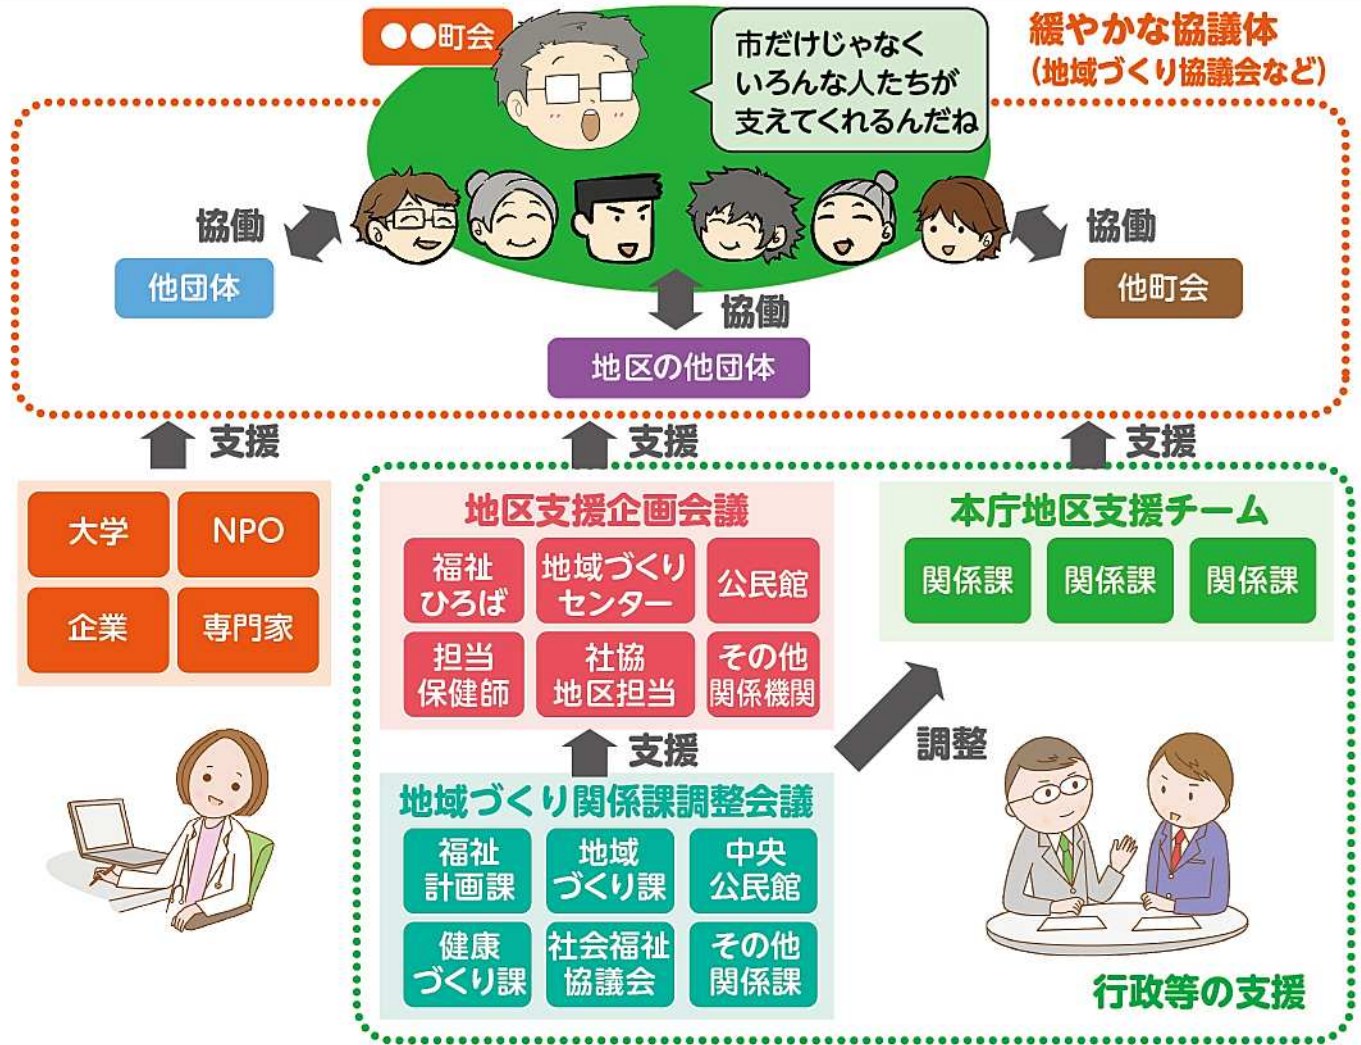 ●●町会
市だけじゃなく
いろんな人たちが
支えてくれるんだね
緩やかな協議体
(地域づくり協議会など)
協働
他団体
協働
地区の他団体
協働
他町会
支援
支援
支援
大学
NPO
企業
専門家
地区支援企画会議
福祉
ひろば
地域づくり
センター
公民館
担当
保健師
社協
地区担当
その他
関係機関
本庁地区支援チーム
関係課
関係課
関係課
支援
調整
地域づくり関係課調整会議
福祉
計画課
地域
づくり課
中央
公民館
健康
づくり課
社会福祉
協議会
その他
関係課
行政等の支援